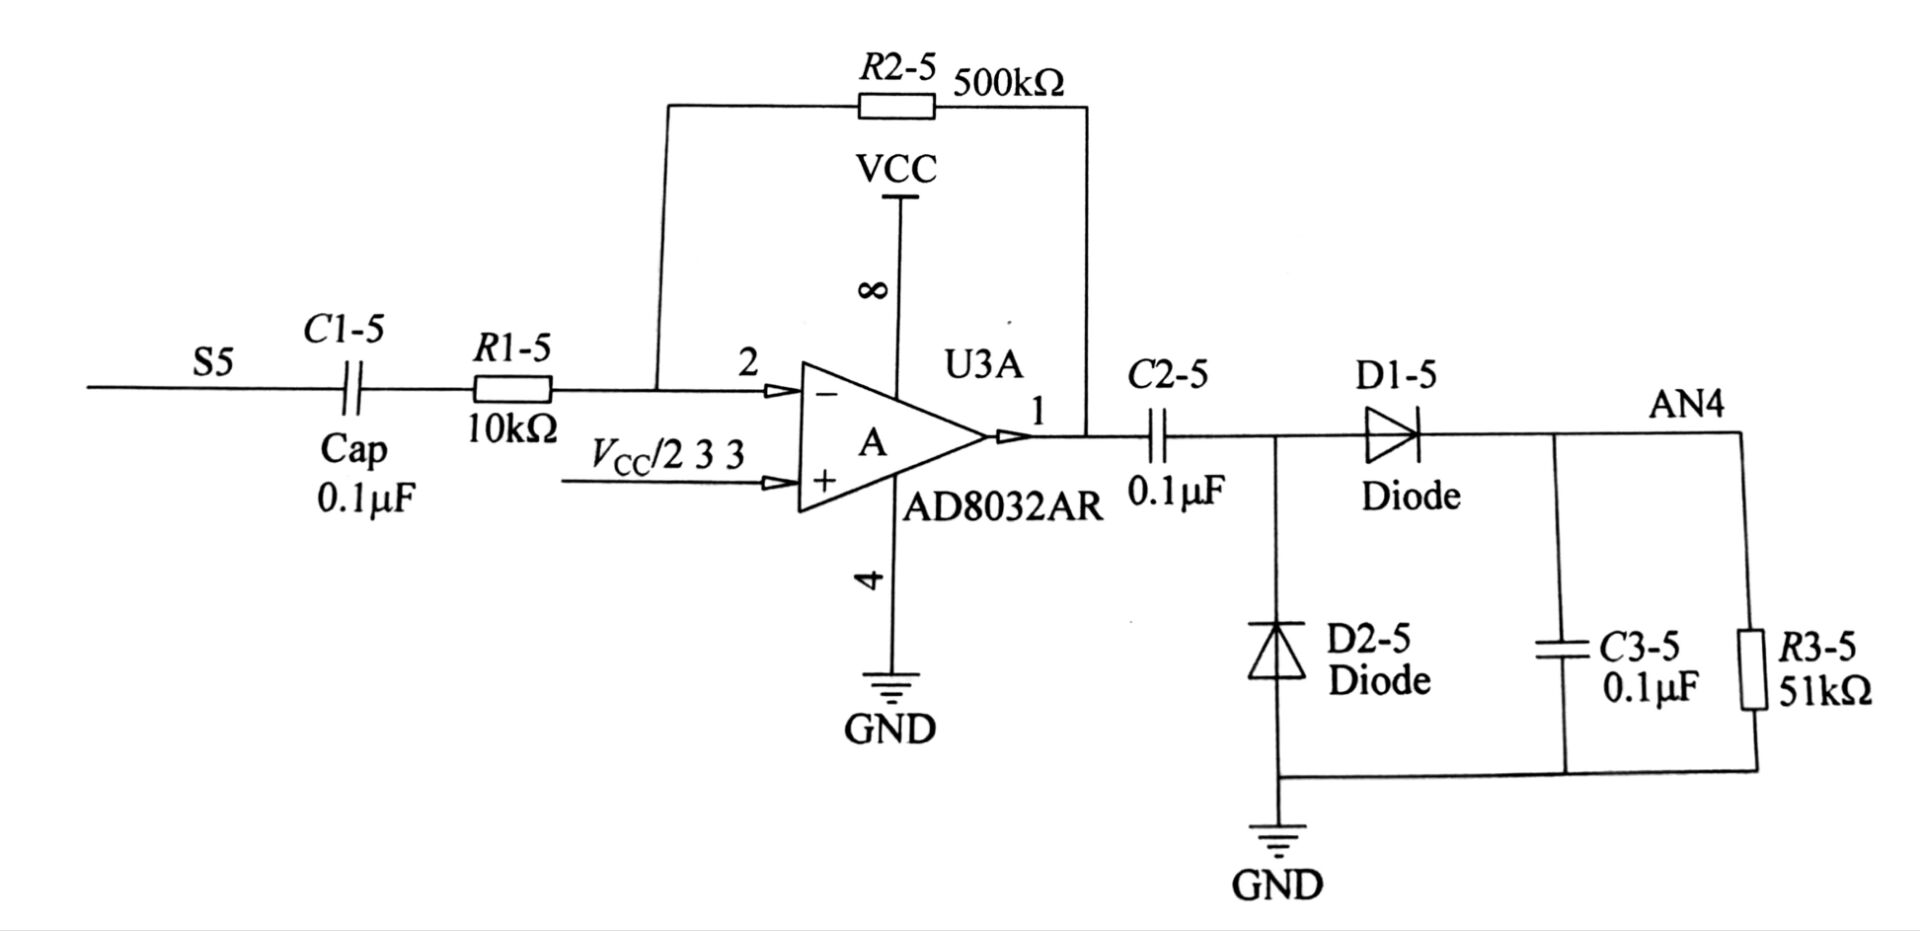 R2-5
500kΩ
VCC
8
C1-5
S5
R1-5
2
U3A
C2-5
D1-5
1
AN4
−
10kΩ
A
Cap
VCC/2 3 3
+
0.1μF
AD8032AR
0.1μF
Diode
4
D2-5
Diode
C3-5
0.1μF
R3-5
51kΩ
GND
GND